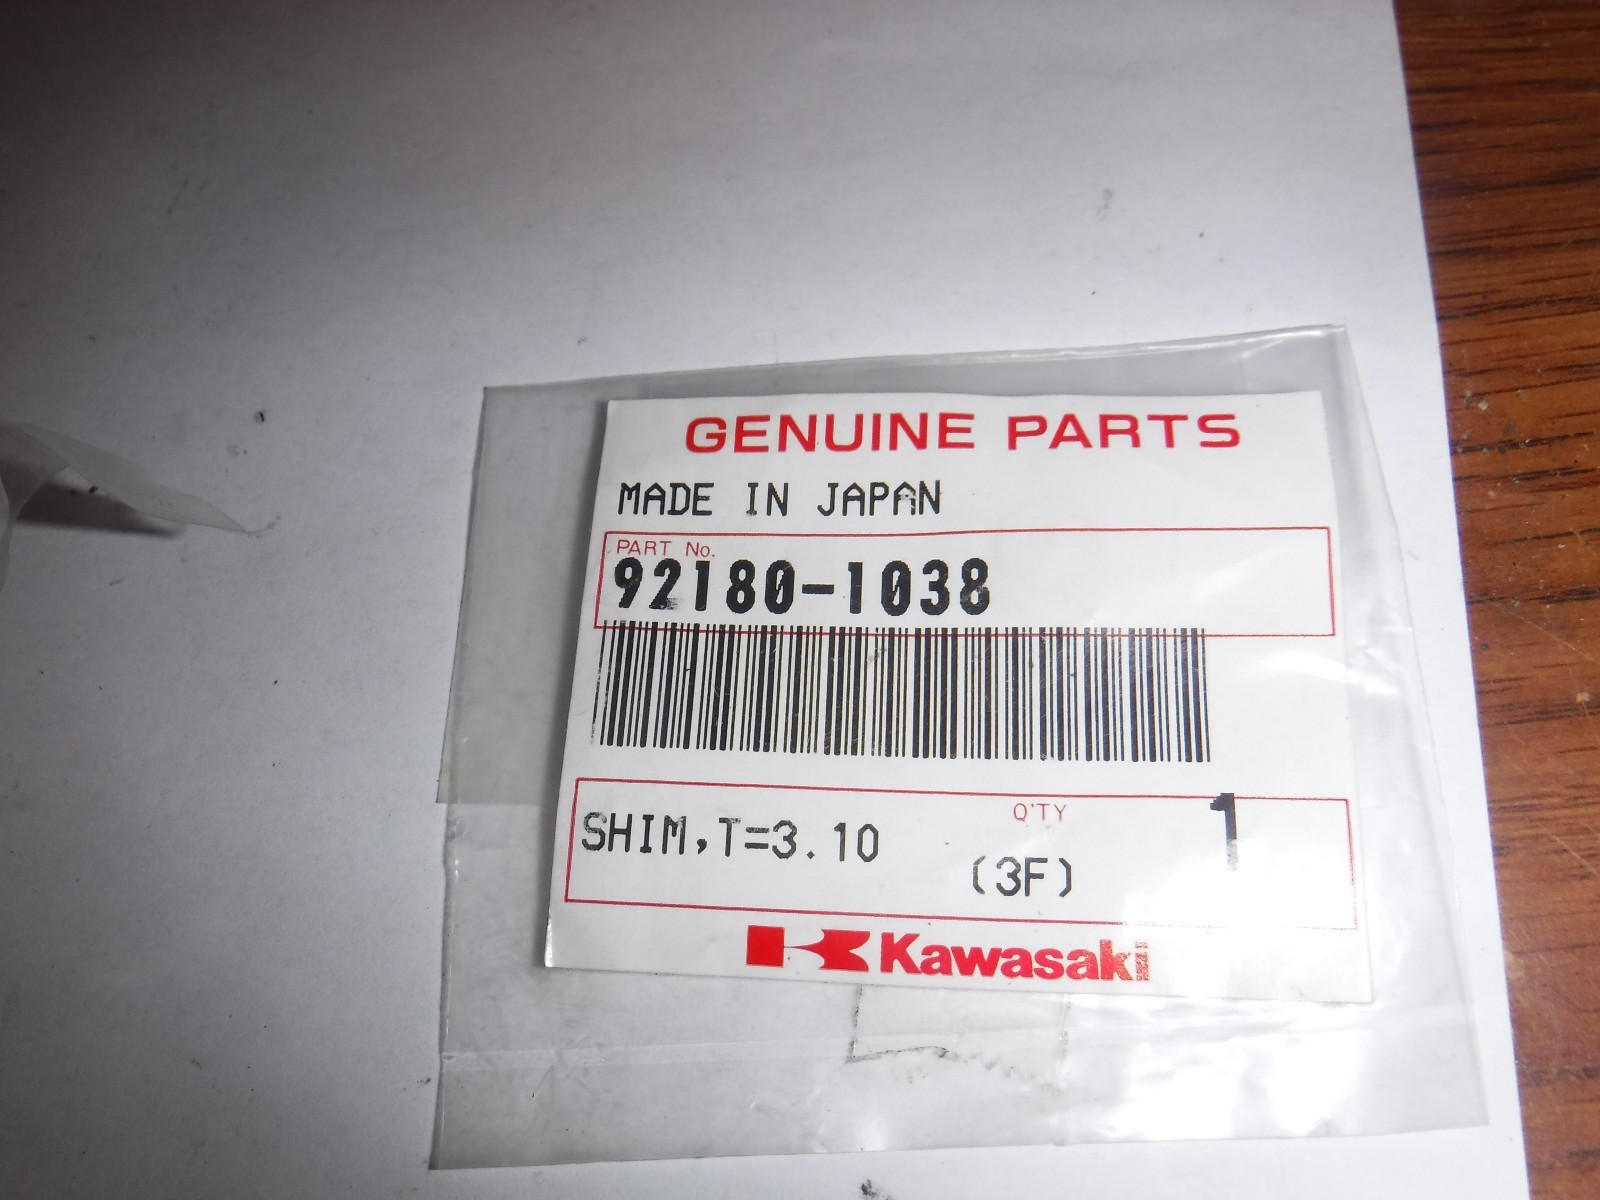 GENUINE PARTS
MADE IN JAPAN
PART No.
92180-1038
Q'TY
SHIM,T=3.10 1
(3F)
Kawasaki